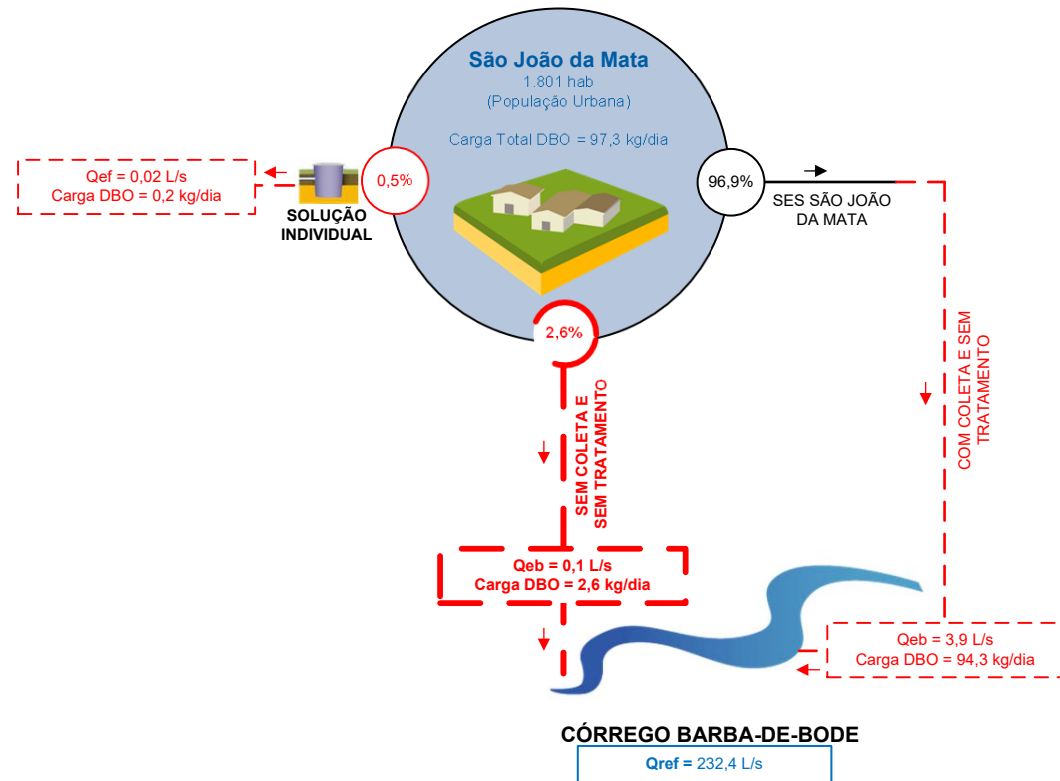 São João da Mata
1.801 hab
(População Urbana)
Carga Total DBO = 97,3 kg/dia
Qef = 0,02 L/s
Carga DBO = 0,2 kg/dia
SOLUÇÃO
INDIVIDUAL
0,5%
96,9%
SES SÃO JOÃO
DA MATA
2,6%
SEM COLETA E
SEM TRATAMENTO
COM COLETA E SEM
TRATAMENTO
Qeb = 0,1 L/s
Carga DBO = 2,6 kg/dia
Qeb = 3,9 L/s
Carga DBO = 94,3 kg/dia
CÓRREGO BARBA-DE-BODE
Qref = 232,4 L/s